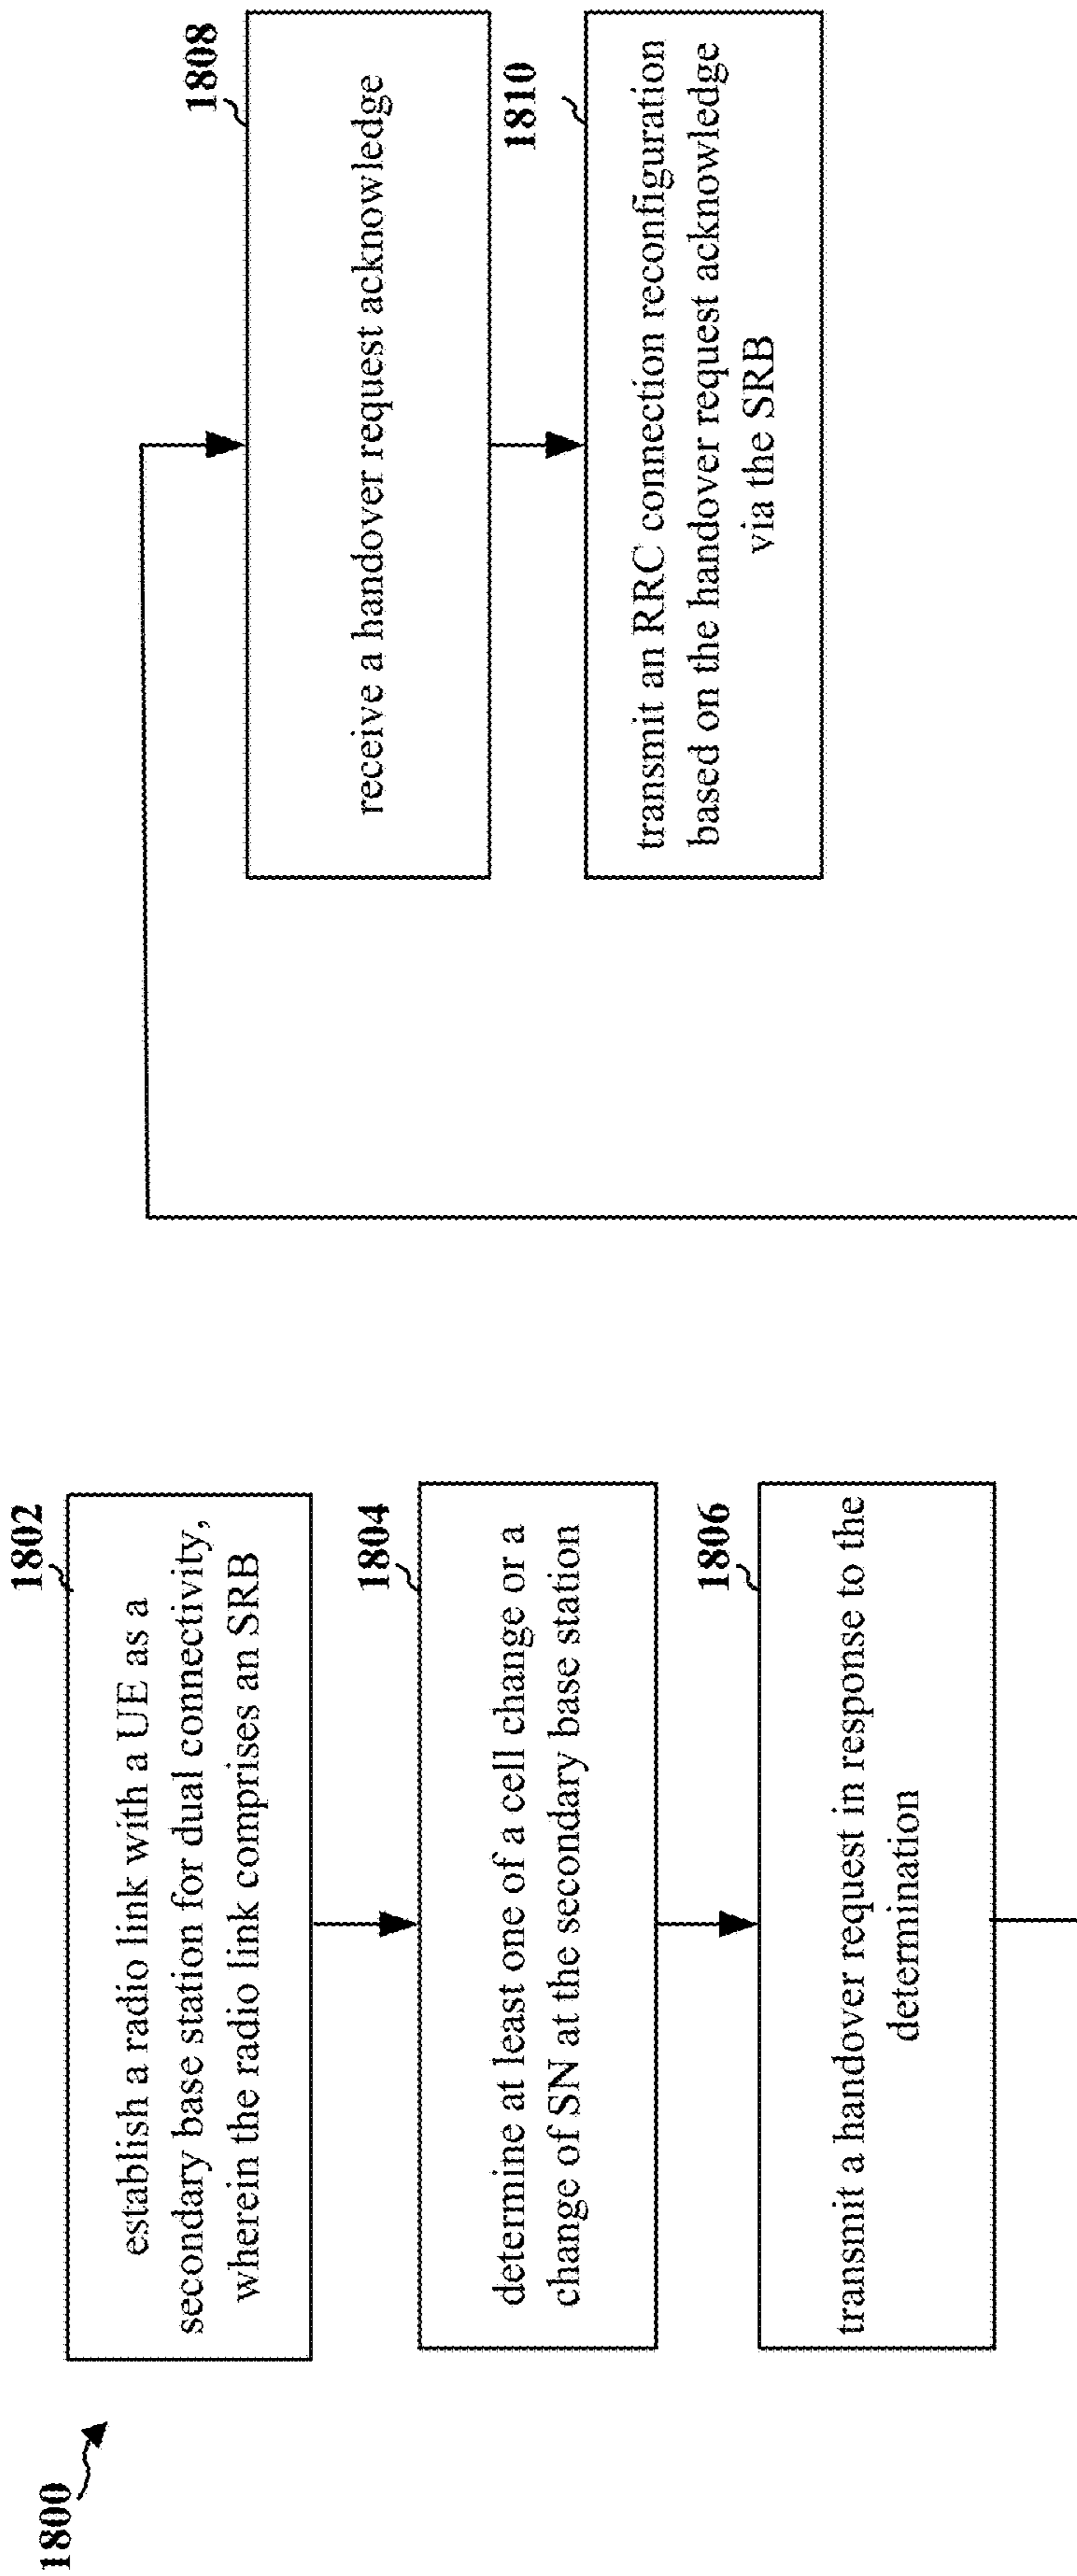 1800
1802
establish a radio link with a UE as a
secondary base station for dual connectivity,
wherein the radio link comprises an SRB
1804
determine at least one of a cell change or a
change of SN at the secondary base station
1806
transmit a handover request in response to the
determination
1808
receive a handover request acknowledge
1810
transmit an RRC connection reconfiguration
based on the handover request acknowledge
via the SRB